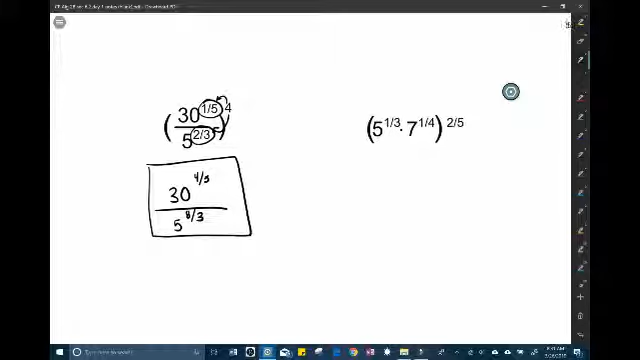 (30^1/5 / 5^2/3)^4
30^4/5 / 5^8/3
(5^1/3 · 7^1/4)^2/5